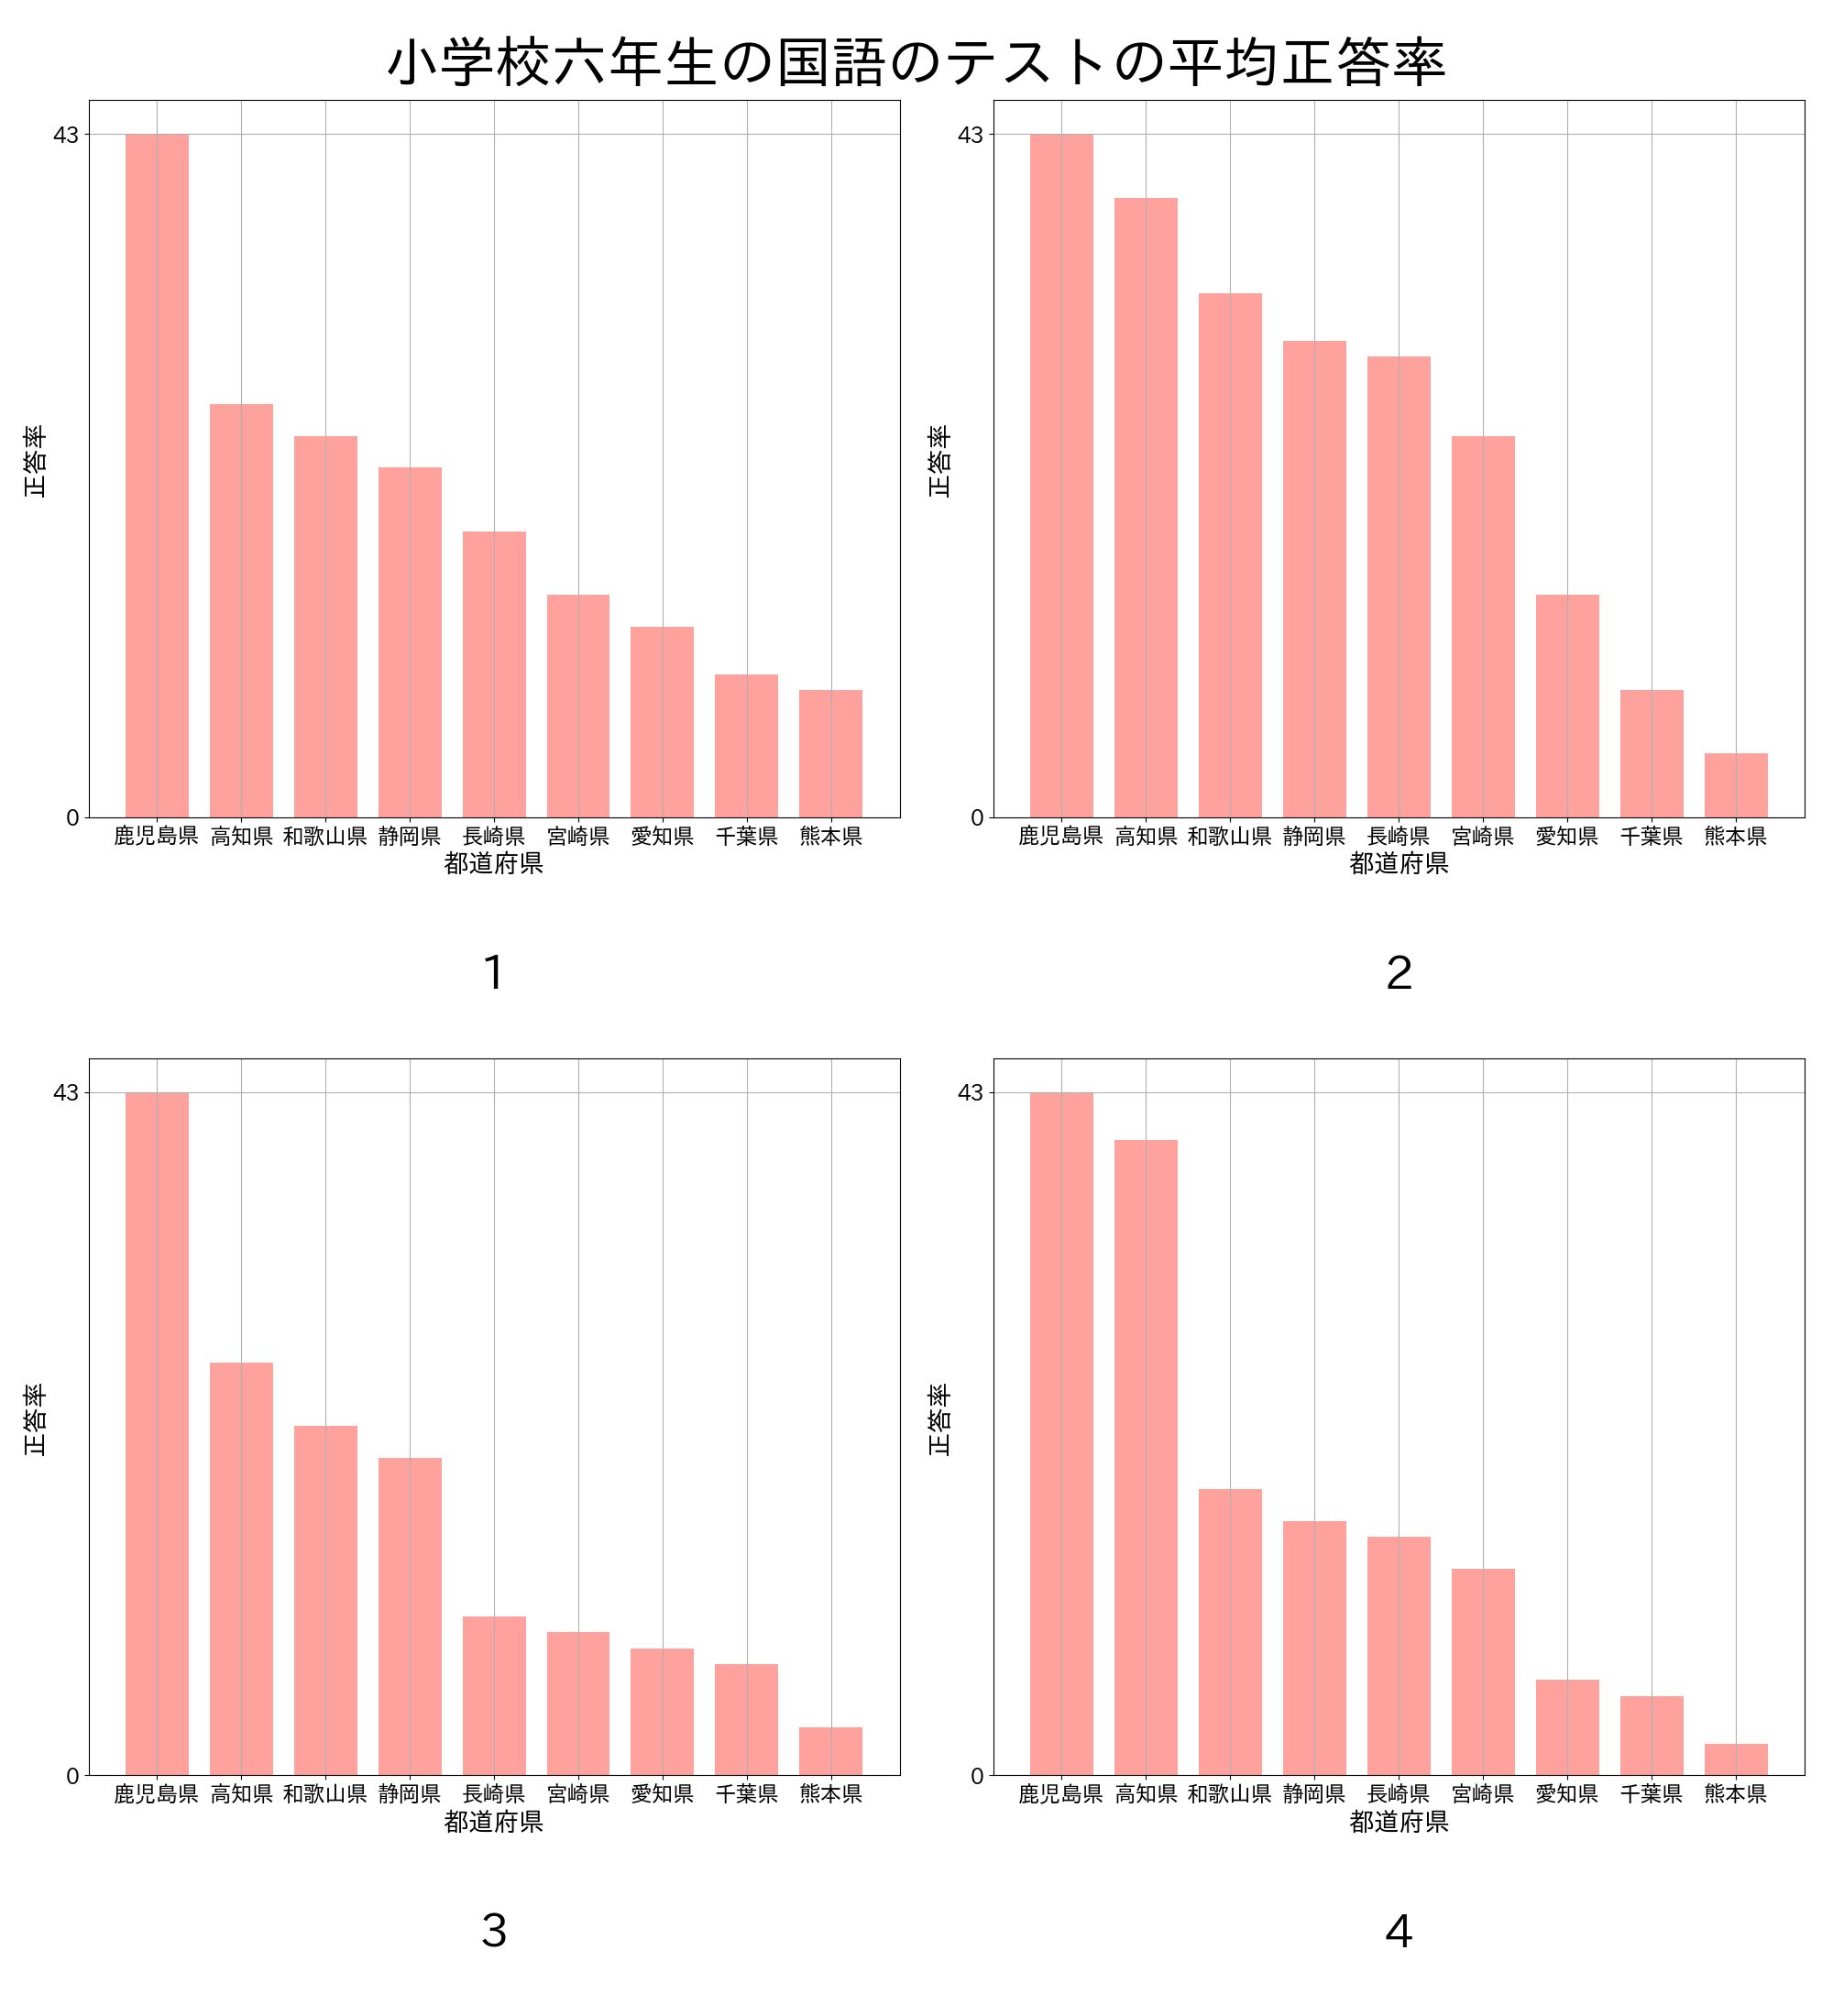 小学校六年生の国語のテストの平均正答率
43
0
正答率
鹿児島県 高知県 和歌山県 静岡県 長崎県 宮崎県 愛知県 千葉県 熊本県
都道府県
1
43
0
正答率
鹿児島県 高知県 和歌山県 静岡県 長崎県 宮崎県 愛知県 千葉県 熊本県
都道府県
2
43
0
正答率
鹿児島県 高知県 和歌山県 静岡県 長崎県 宮崎県 愛知県 千葉県 熊本県
都道府県
3
43
0
正答率
鹿児島県 高知県 和歌山県 静岡県 長崎県 宮崎県 愛知県 千葉県 熊本県
都道府県
4